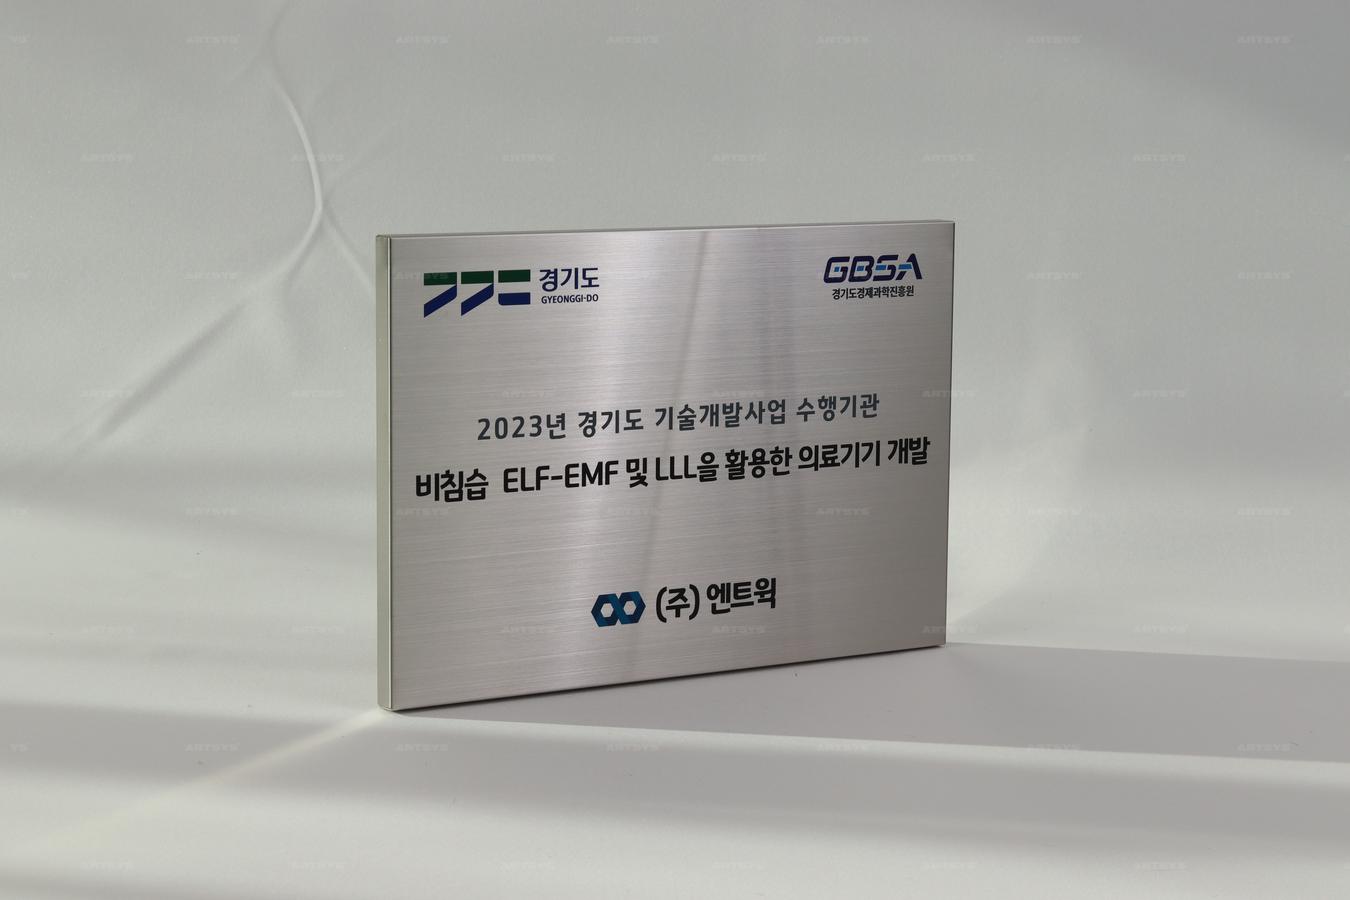 경기도
GYEONGGI-DO
GBSA
경기도경제과학진흥원
2023년 경기도 기술개발사업 수행기관
비침습 ELF-EMF 및 LLL을 활용한 의료기기 개발
(주) 엔트윅
ARTSYS